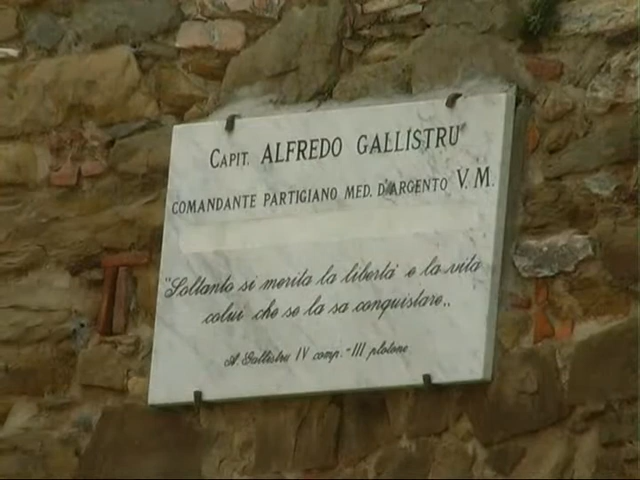 CAPIT. ALFREDO GALLISTRU'
COMANDANTE PARTIGIANO MED. D'ARGENTO V. M.
"Soltanto si merita la libertà e la vita
colui che se la sa conquistare..
A. Gallistru IV comp. - III plotone